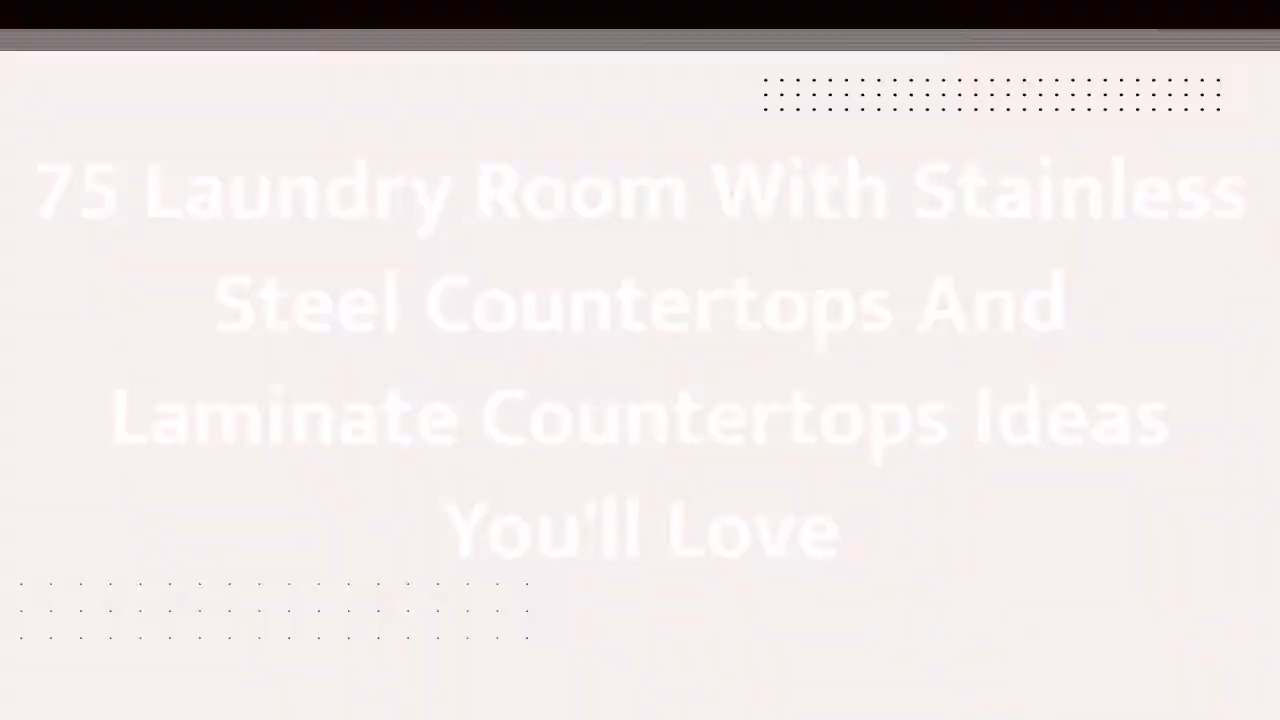 75 Laundry Room With Stainless
Steel Countertops And
Laminate Countertops Ideas
You'll Love